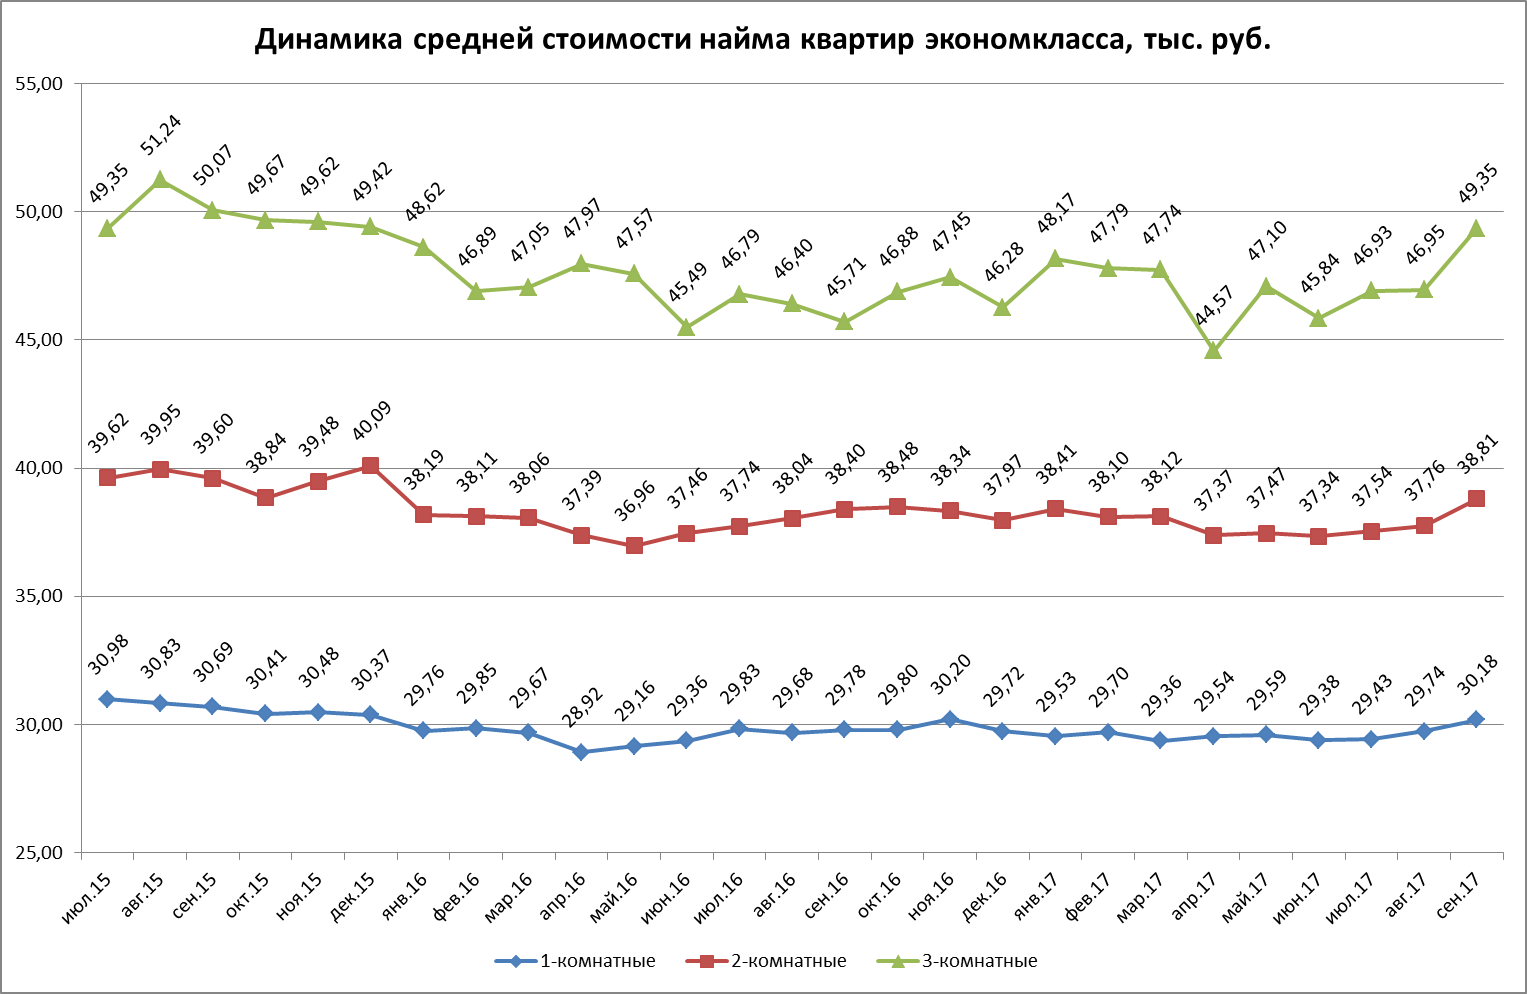 Динамика средней стоимости найма квартир экономкласса, тыс. руб.
55,00
50,00
45,00
40,00
35,00
30,00
25,00
49,35 51,24 50,07 49,67 49,62 49,42 48,62 46,89 47,05 47,97 47,57 45,49 46,79 46,40 45,71 46,88 47,45 46,28 48,17 47,79 47,74 44,57 47,10 45,84 46,93 46,95 49,35
39,62 39,95 39,60 38,84 39,48 40,09 38,19 38,11 38,06 37,39 36,96 37,46 37,74 38,04 38,40 38,48 38,34 37,97 38,41 38,10 38,12 37,37 37,47 37,34 37,54 37,76 38,81
30,98 30,83 30,69 30,41 30,48 30,37 29,76 29,85 29,67 28,92 29,16 29,36 29,83 29,68 29,78 29,80 30,20 29,72 29,53 29,70 29,36 29,54 29,59 29,38 29,43 29,74 30,18
июл.15 авг.15 сен.15 окт.15 ноя.15 дек.15 янв.16 фев.16 мар.16 апр.16 май.16 июн.16 июл.16 авг.16 сен.16 окт.16 ноя.16 дек.16 янв.17 фев.17 мар.17 апр.17 май.17 июн.17 июл.17 авг.17 сен.17
1-комнатные 2-комнатные 3-комнатные